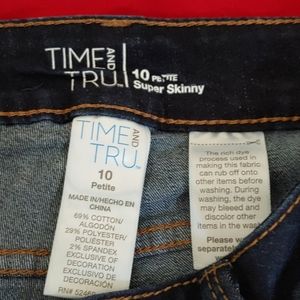 TIME AND TRU
10 PETITE
Super Skinny
TIME AND TRU
10
Petite
MADE IN/HECHO EN
CHINA
69% COTTON/
ALGODÓN
29% POLYESTER/
POLIÉSTER
2% SPANDEX
EXCLUSIVE OF
DECORATION
EXCLUSIVO DE
DECORACIÓN
The rich dye
process used in
making this fabric
can rub off onto
other items before
washing. During
washing, the dye
may bleed and
discolor other
items in the wash
Please
separately